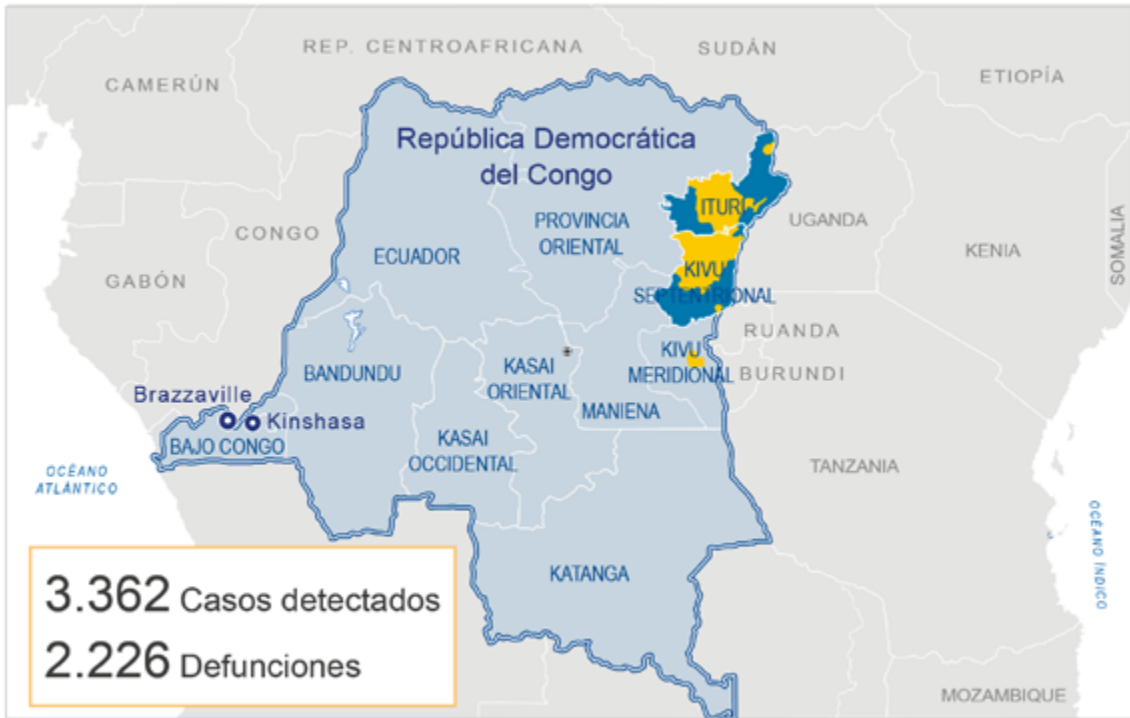 REP. CENTROAFRICANA
SUDÁN
ETIOPÍA
CAMERÚN
República Democrática
del Congo
ITURI
PROVINCIA
ORIENTAL
UGANDA
SOMALIA
CONGO
ECUADOR
KENIA
GABÓN
KIVU
SEPTENTRIONAL
RUANDA
BANDUNDU
KASAI
ORIENTAL
KIVU
MERIDIONAL
BURUNDI
Brazzaville
Kinshasa
MANIENA
BAJO CONGO
KASAI
OCCIDENTAL
TANZANIA
OCÉANO
ATLÁNTICO
OCÉANO ÍNDICO
KATANGA
3.362 Casos detectados
2.226 Defunciones
MOZAMBIQUE